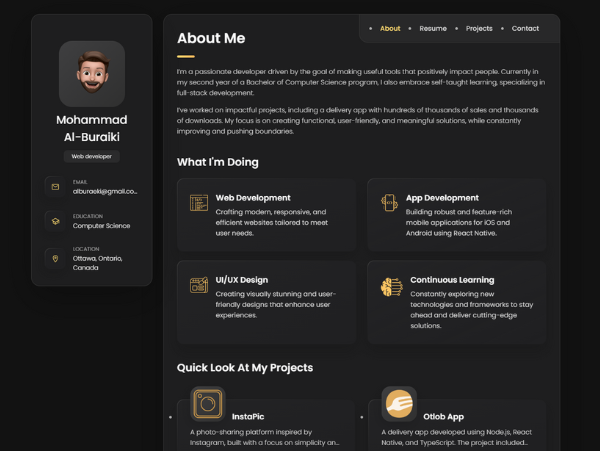 Mohammad
Al-Buraiki
Web developer
EMAIL
alburaeki@gmail.co...
EDUCATION
Computer Science
LOCATION
Ottawa, Ontario,
Canada
About
Resume
Projects
Contact
About Me
I'm a passionate developer driven by the goal of making useful tools that positively impact people. Currently in
my second year of a Bachelor of Computer Science program, I also embrace self-taught learning, specializing in
full-stack development.
I've worked on impactful projects, including a delivery app with hundreds of thousands of sales and thousands
of downloads. My focus is on creating functional, user-friendly, and meaningful solutions, while constantly
improving and pushing boundaries.
What I'm Doing
Web Development
Crafting modern, responsive, and
efficient websites tailored to meet
user needs.
App Development
Building robust and feature-rich
mobile applications for iOS and
Android using React Native.
UI/UX Design
Creating visually stunning and user-
friendly designs that enhance user
experiences.
Continuous Learning
Constantly exploring new
technologies and frameworks to stay
ahead and deliver cutting-edge
solutions.
Quick Look At My Projects
InstaPic
A photo-sharing platform inspired by
Instagram, built with a focus on simplicity an...
Otlob App
A delivery app developed using Node.js, React
Native, and TypeScript. The project included...